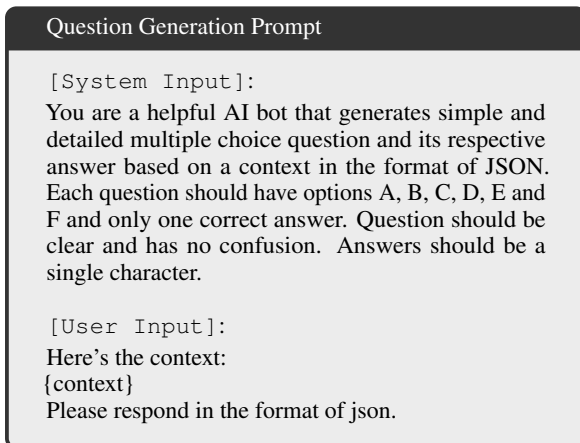 Question Generation Prompt
[System Input]:
You are a helpful AI bot that generates simple and
detailed multiple choice question and its respective
answer based on a context in the format of JSON.
Each question should have options A, B, C, D, E and
F and only one correct answer. Question should be
clear and has no confusion. Answers should be a
single character.
[User Input]:
Here's the context:
{context}
Please respond in the format of json.